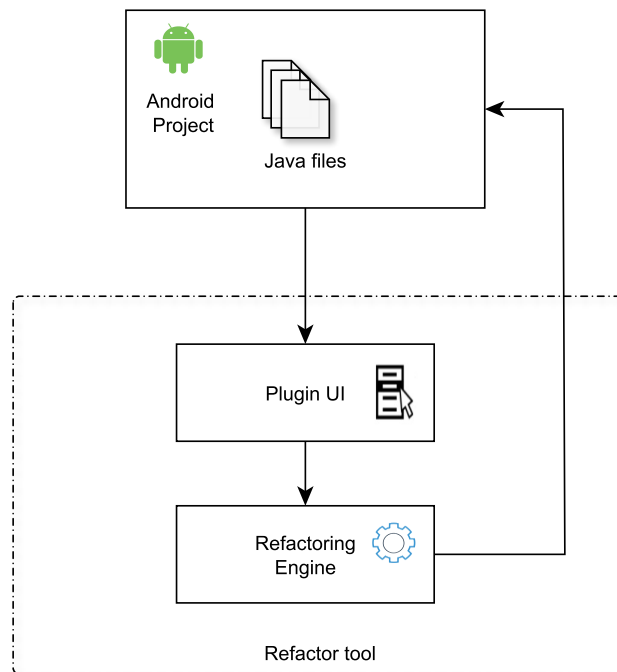 Android
Project
Java files
Plugin UI
Refactoring
Engine
Refactor tool